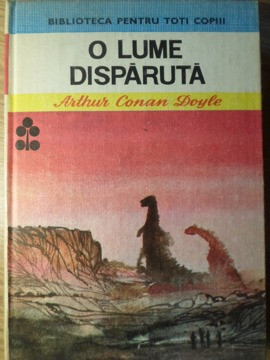 BIBLIOTECA PENTRU TOȚI COPIII
O LUME
DISPĂRUTĂ
Arthur Conan Doyle